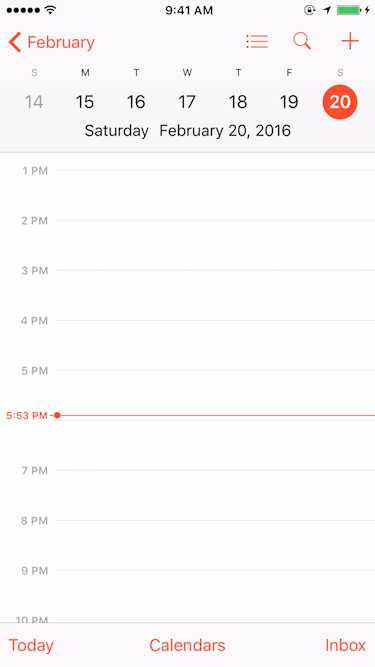 9:41 AM
February
S M T W T F S
14 15 16 17 18 19 20
Saturday February 20, 2016
1 PM
2 PM
3 PM
4 PM
5 PM
5:53 PM
7 PM
8 PM
9 PM
10 PM
Today Calendars Inbox